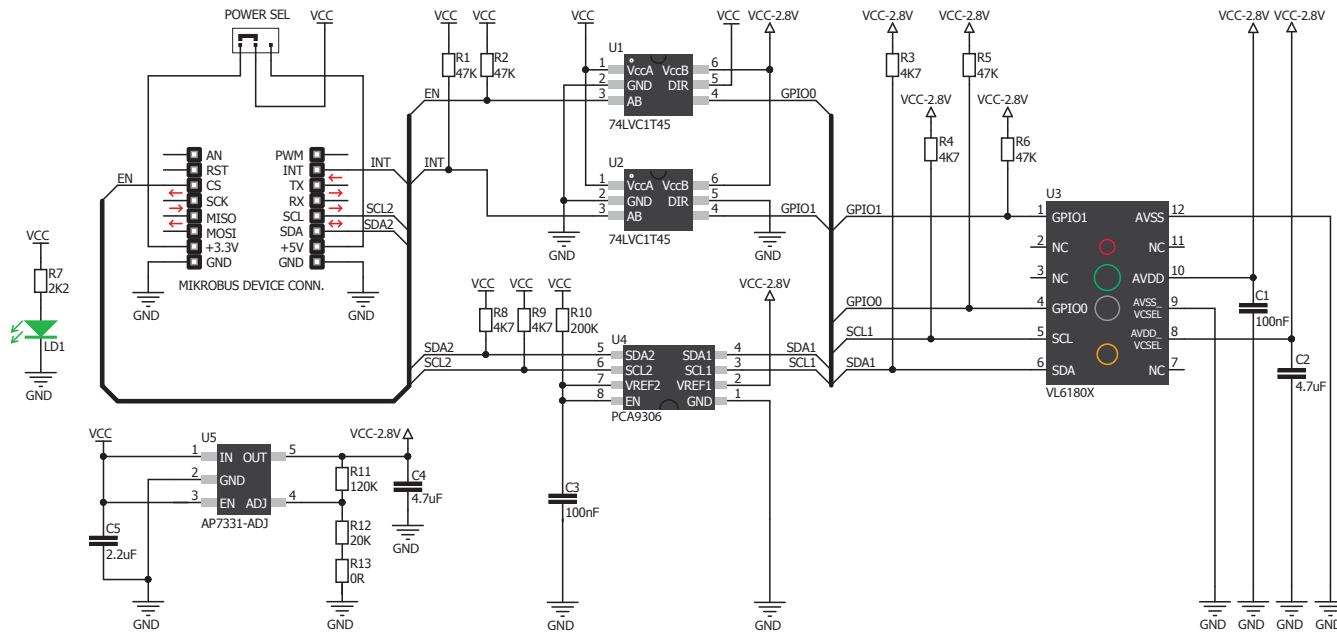 POWER SEL
VCC
VCC
VCC
VCC
VCC
VCC-2.8V
VCC-2.8V
VCC-2.8V
VCC-2.8V
VCC-2.8V
R1
47K
R2
47K
U1
1
2
3
VccA
GND
AB
VccB
DIR
6
5
4
74LVC1T45
EN
GPIO0
R3
4K7
R5
47K
VCC-2.8V
VCC-2.8V
R4
4K7
R6
47K
AN
RST
CS
SCK
MISO
MOSI
+3.3V
GND
PWM
INT
TX
RX
SCL
SDA
+5V
GND
EN
INT
INT
SCL2
SDA2
MIKROBUS DEVICE CONN.
GND
GND
U2
1
2
3
VccA
GND
AB
VccB
DIR
6
5
4
74LVC1T45
GPIO1
GND
GND
VCC
R7
2K2
LD1
GND
GPIO1
GPIO0
SCL1
SDA1
U3
1
2
3
4
5
6
GPIO1
NC
NC
GPIO0
SCL
SDA
AVSS
NC
AVDD
AVSS_
VCSEL
AVDD_
VCSEL
NC
12
11
10
9
8
7
VL6180X
C1
100nF
C2
4.7uF
VCC
VCC
VCC
VCC-2.8V
R8
4K7
R9
4K7
R10
200K
SDA2
SCL2
U4
5
6
7
8
SDA2
SCL2
VREF2
EN
SDA1
SCL1
VREF1
GND
4
3
2
1
PCA9306
SDA1
SCL1
C3
100nF
GND
GND
VCC
U5
1
2
3
IN
GND
EN
OUT
ADJ
5
4
AP7331-ADJ
VCC-2.8V
R11
120K
C4
4.7uF
GND
R12
20K
R13
0R
C5
2.2uF
GND
GND
GND
GND
GND
GND